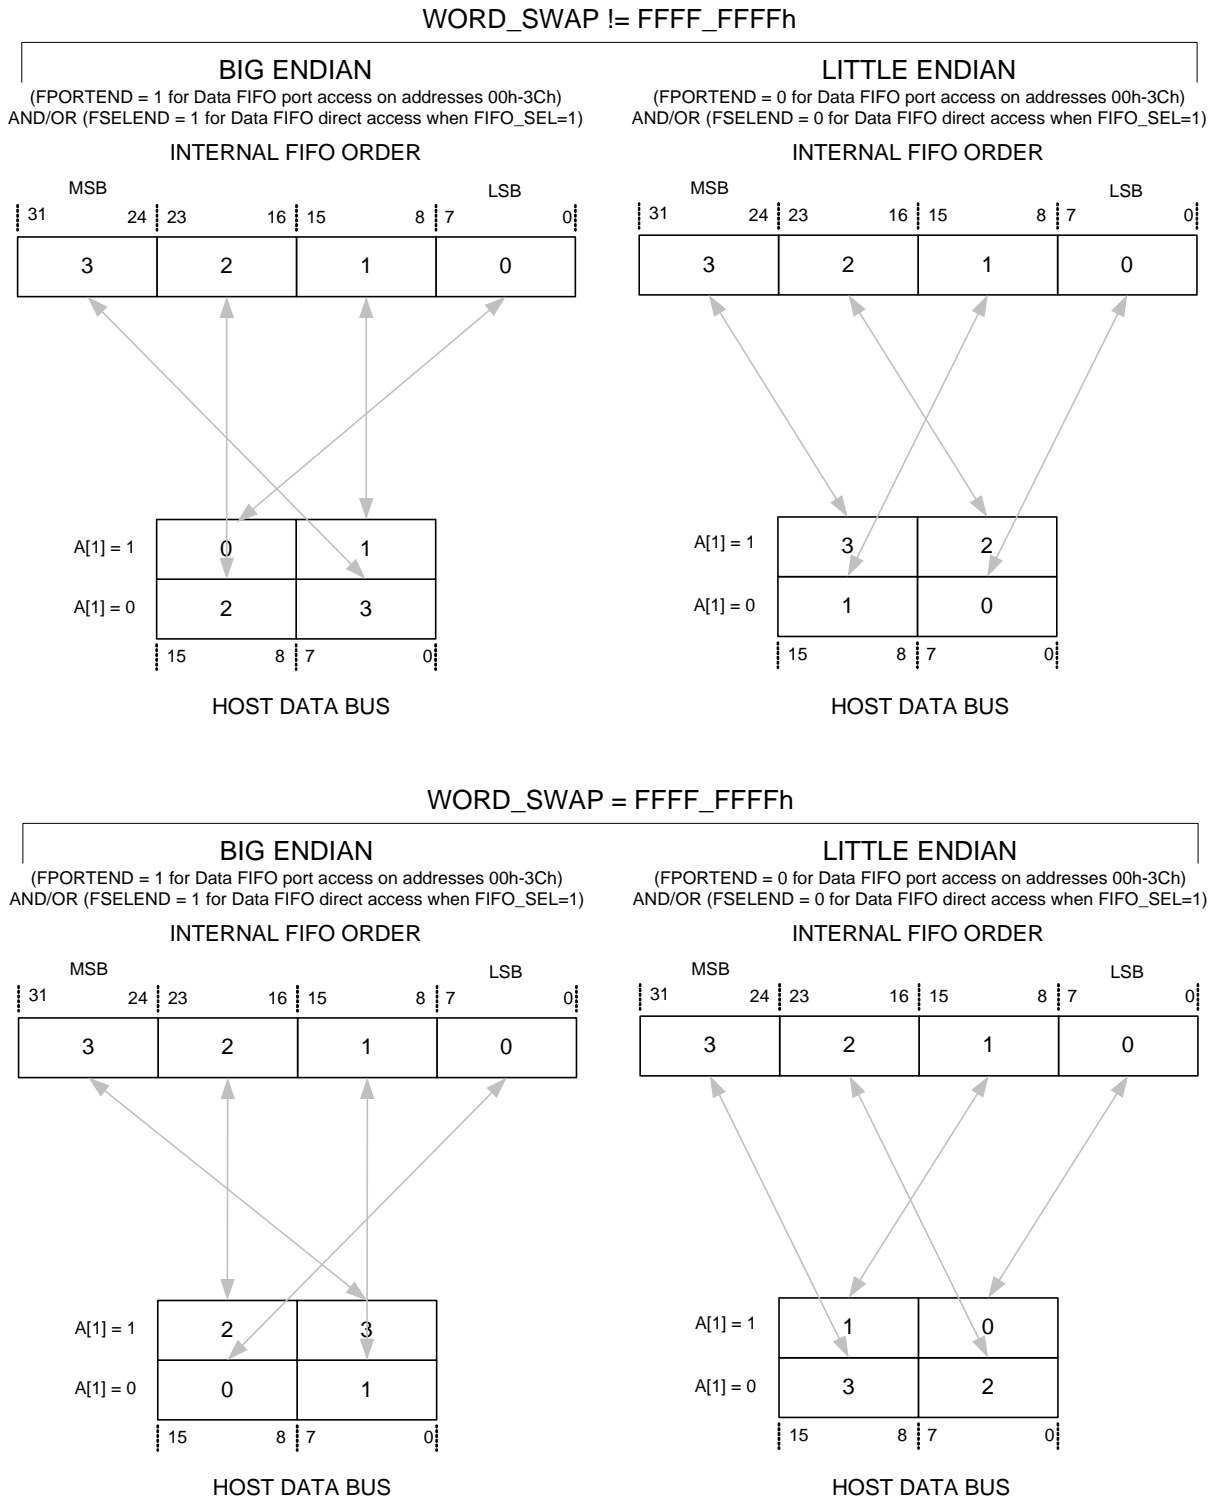 WORD_SWAP != FFFF_FFFFh
BIG ENDIAN
(FPORTEND = 1 for Data FIFO port access on addresses 00h-3Ch)
AND/OR (FSELEND = 1 for Data FIFO direct access when FIFO_SEL=1)
INTERNAL FIFO ORDER
MSB LSB
31 24 23 16 15 8 7 0
3 2 1 0
A[1] = 1 0 1
A[1] = 0 2 3
15 8 7 0
HOST DATA BUS
LITTLE ENDIAN
(FPORTEND = 0 for Data FIFO port access on addresses 00h-3Ch)
AND/OR (FSELEND = 0 for Data FIFO direct access when FIFO_SEL=1)
INTERNAL FIFO ORDER
MSB LSB
31 24 23 16 15 8 7 0
3 2 1 0
A[1] = 1 3 2
A[1] = 0 1 0
15 8 7 0
HOST DATA BUS
WORD_SWAP = FFFF_FFFFh
BIG ENDIAN
(FPORTEND = 1 for Data FIFO port access on addresses 00h-3Ch)
AND/OR (FSELEND = 1 for Data FIFO direct access when FIFO_SEL=1)
INTERNAL FIFO ORDER
MSB LSB
31 24 23 16 15 8 7 0
3 2 1 0
A[1] = 1 2 3
A[1] = 0 0 1
15 8 7 0
HOST DATA BUS
LITTLE ENDIAN
(FPORTEND = 0 for Data FIFO port access on addresses 00h-3Ch)
AND/OR (FSELEND = 0 for Data FIFO direct access when FIFO_SEL=1)
INTERNAL FIFO ORDER
MSB LSB
31 24 23 16 15 8 7 0
3 2 1 0
A[1] = 1 1 0
A[1] = 0 3 2
15 8 7 0
HOST DATA BUS